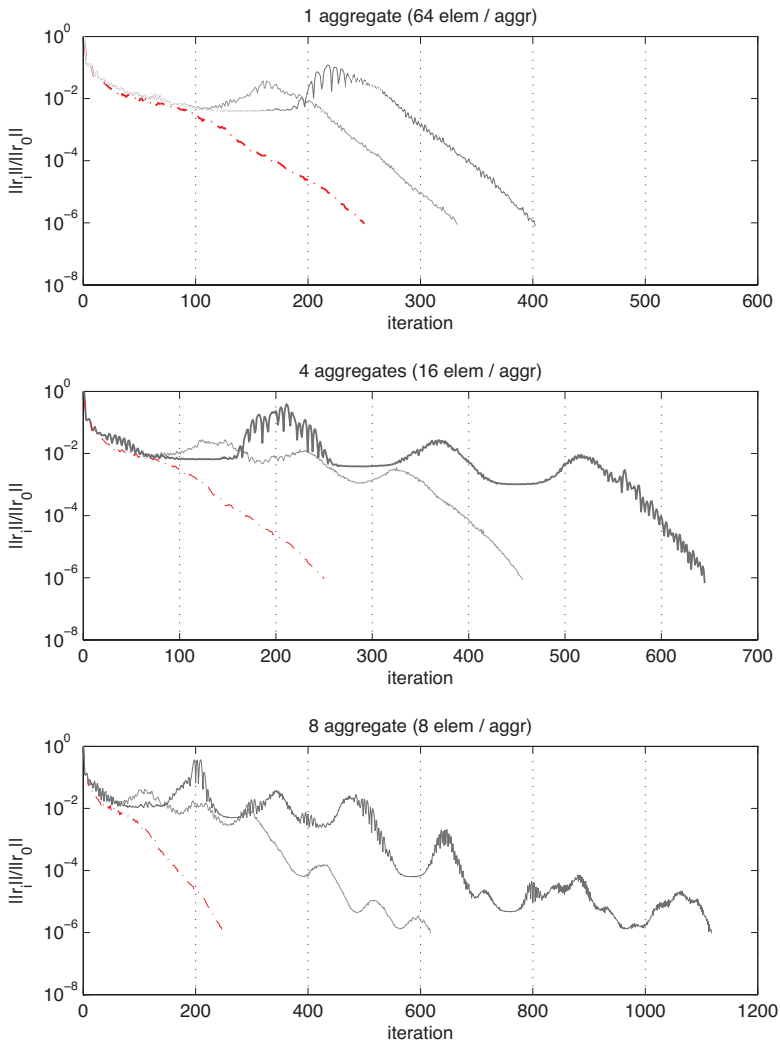 1 aggregate (64 elem / aggr)
10^0
10^−2
10^−4
10^−6
10^−8
||r_i||/||r_0||
0 100 200 300 400 500 600
iteration
4 aggregates (16 elem / aggr)
10^0
10^−2
10^−4
10^−6
10^−8
||r_i||/||r_0||
0 100 200 300 400 500 600 700
iteration
8 aggregate (8 elem / aggr)
10^0
10^−2
10^−4
10^−6
10^−8
||r_i||/||r_0||
0 200 400 600 800 1000 1200
iteration